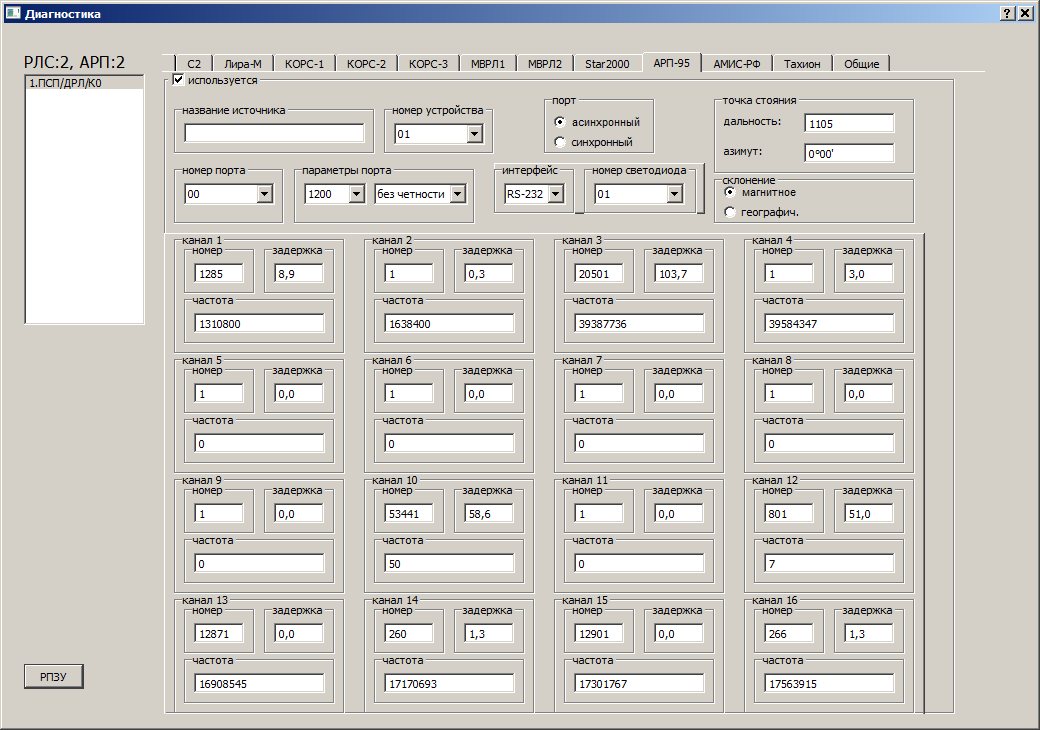 Диагностика
РЛС:2, АРП:2
1.ПСП/ДРЛ/К0
С2 Лира-М КОРС-1 КОРС-2 КОРС-3 МВРЛ1 МВРЛ2 Star2000 АРП-95 АМИС-РФ Тахион Общие
используется
название источника номер устройства порт точка стояния
01 асинхронный дальность: 1105
синхронный азимут: 0°00'
номер порта параметры порта интерфейс номер светодиода склонение
00 1200 без четности RS-232 01 магнитное
географич.
канал 1 канал 2 канал 3 канал 4
номер задержка номер задержка номер задержка номер задержка
1285 8,9 1 0,3 20501 103,7 1 3,0
частота частота частота частота
1310800 1638400 39387736 39584347
канал 5 канал 6 канал 7 канал 8
номер задержка номер задержка номер задержка номер задержка
1 0,0 1 0,0 1 0,0 1 0,0
частота частота частота частота
0 0 0 0
канал 9 канал 10 канал 11 канал 12
номер задержка номер задержка номер задержка номер задержка
1 0,0 53441 58,6 1 0,0 801 51,0
частота частота частота частота
0 50 0 7
канал 13 канал 14 канал 15 канал 16
номер задержка номер задержка номер задержка номер задержка
12871 0,0 260 1,3 12901 0,0 266 1,3
частота частота частота частота
16908545 17170693 17301767 17563915
РПЗУ